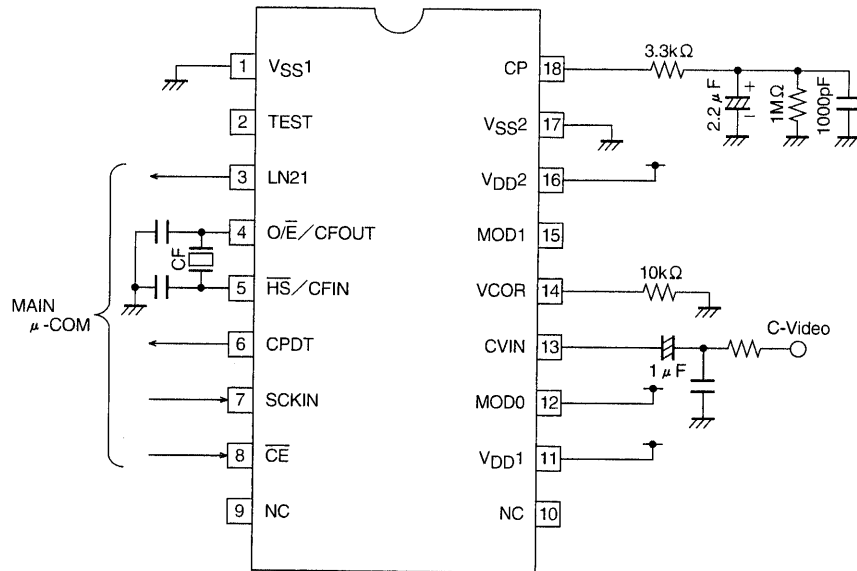 1 VSS1
2 TEST
3 LN21
4 O/E̅/CFOUT
5 H̅S̅/CFIN
6 CPDT
7 SCKIN
8 C̅E̅
9 NC
CF
MAIN
μ-COM
CP 18
VSS2 17
VDD2 16
MOD1 15
VCOR 14
CVIN 13
MOD0 12
VDD1 11
NC 10
3.3kΩ
2.2μF
+
−
1MΩ
1000pF
10kΩ
C-Video
1μF